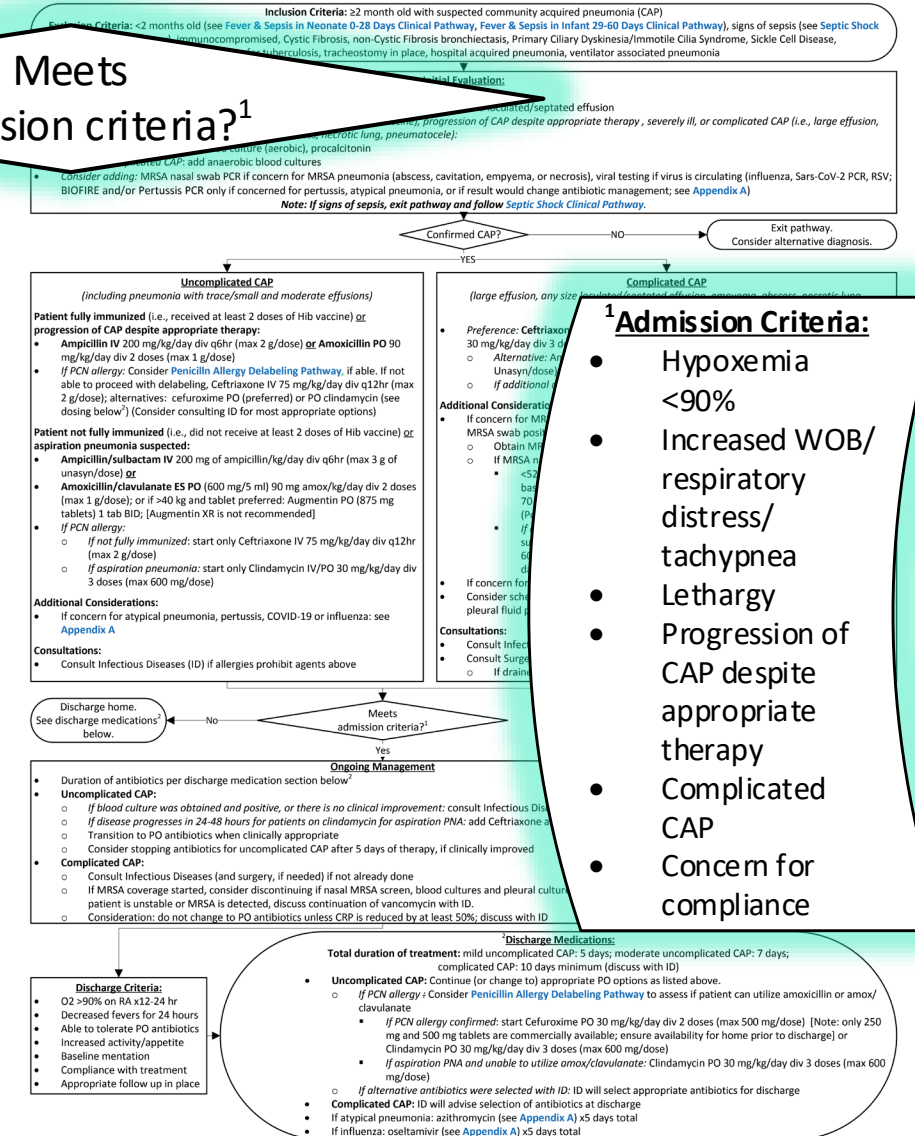 Inclusion Criteria: ≥2 month old with suspected community acquired pneumonia (CAP)
Criteria: <2 months old (see Fever & Sepsis in Neonate 0-28 Days Clinical Pathway, Fever & Sepsis in Infant 29-60 Days Clinical Pathway), signs of sepsis (see Septic Shock
immunocompromised, Cystic Fibrosis, non-Cystic Fibrosis bronchiectasis, Primary Ciliary Dyskinesia/Immotile Cilia Syndrome, Sickle Cell Disease,
for tuberculosis, tracheostomy in place, hospital acquired pneumonia, ventilator associated pneumonia
Meets
sion criteria?¹
Initial Evaluation:
loculated/septated effusion
progression of CAP despite appropriate therapy , severely ill, or complicated CAP (i.e., large effusion,
necrotic lung, pneumatocele):
culture (aerobic), procalcitonin
CAP: add anaerobic blood cultures
• Consider adding: MRSA nasal swab PCR if concern for MRSA pneumonia (abscess, cavitation, empyema, or necrosis), viral testing if virus is circulating (influenza, Sars-CoV-2 PCR, RSV;
BIOFIRE and/or Pertussis PCR only if concerned for pertussis, atypical pneumonia, or if result would change antibiotic management; see Appendix A)
Note: If signs of sepsis, exit pathway and follow Septic Shock Clinical Pathway.
Confirmed CAP?
NO
Exit pathway.
Consider alternative diagnosis.
YES
Uncomplicated CAP
(including pneumonia with trace/small and moderate effusions)
Patient fully immunized (i.e., received at least 2 doses of Hib vaccine) or
progression of CAP despite appropriate therapy:
• Ampicillin IV 200 mg/kg/day div q6hr (max 2 g/dose) or Amoxicillin PO 90
mg/kg/day div 2 doses (max 1 g/dose)
• If PCN allergy: Consider Penicilln Allergy Delabeling Pathway, if able. If not
able to proceed with delabeling, Ceftriaxone IV 75 mg/kg/day div q12hr (max
2 g/dose); alternatives: cefuroxime PO (preferred) or PO clindamycin (see
dosing below²) (Consider consulting ID for most appropriate options)
Patient not fully immunized (i.e., did not receive at least 2 doses of Hib vaccine) or
aspiration pneumonia suspected:
• Ampicillin/sulbactam IV 200 mg of ampicillin/kg/day div q6hr (max 3 g of
unasyn/dose) or
• Amoxicillin/clavulanate ES PO (600 mg/5 ml) 90 mg amox/kg/day div 2 doses
(max 1 g/dose); or if >40 kg and tablet preferred: Augmentin PO (875 mg
tablets) 1 tab BID; [Augmentin XR is not recommended]
• If PCN allergy:
o If not fully immunized: start only Ceftriaxone IV 75 mg/kg/day div q12hr
(max 2 g/dose)
o If aspiration pneumonia: start only Clindamycin IV/PO 30 mg/kg/day div
3 doses (max 600 mg/dose)
Additional Considerations:
• If concern for atypical pneumonia, pertussis, COVID-19 or influenza: see
Appendix A
Consultations:
• Consult Infectious Diseases (ID) if allergies prohibit agents above
Complicated CAP
(large effusion, any size loculated/septated effusion, empyema, abscess, necrotic lung
• Preference: Ceftriaxon
30 mg/kg/day div 3 d
o Alternative: Am
Unasyn/dose)
o If additional
Additional Consideratio
• If concern for MR
MRSA swab posit
o Obtain MR
o If MRSA n
▪ <52
bas
70
(Pe
▪ If
su
60
da
• If concern for
• Consider sche
pleural fluid p
Consultations:
• Consult Infect
• Consult Surge
o If draine
¹Admission Criteria:
• Hypoxemia
<90%
• Increased WOB/
respiratory
distress/
tachypnea
• Lethargy
• Progression of
CAP despite
appropriate
therapy
• Complicated
CAP
• Concern for
compliance
Discharge home.
See discharge medications²
below.
No
Meets
admission criteria?¹
Yes
Ongoing Management
• Duration of antibiotics per discharge medication section below²
• Uncomplicated CAP:
o If blood culture was obtained and positive, or there is no clinical improvement: consult Infectious Dis
o If disease progresses in 24-48 hours for patients on clindamycin for aspiration PNA: add Ceftriaxone a
o Transition to PO antibiotics when clinically appropriate
o Consider stopping antibiotics for uncomplicated CAP after 5 days of therapy, if clinically improved
• Complicated CAP:
o Consult Infectious Diseases (and surgery, if needed) if not already done
o If MRSA coverage started, consider discontinuing if nasal MRSA screen, blood cultures and pleural cultur
patient is unstable or MRSA is detected, discuss continuation of vancomycin with ID.
o Consideration: do not change to PO antibiotics unless CRP is reduced by at least 50%; discuss with ID
Discharge Criteria:
• O2 >90% on RA x12-24 hr
• Decreased fevers for 24 hours
• Able to tolerate PO antibiotics
• Increased activity/appetite
• Baseline mentation
• Compliance with treatment
• Appropriate follow up in place
²Discharge Medications:
Total duration of treatment: mild uncomplicated CAP: 5 days; moderate uncomplicated CAP: 7 days;
complicated CAP: 10 days minimum (discuss with ID)
• Uncomplicated CAP: Continue (or change to) appropriate PO options as listed above.
o If PCN allergy : Consider Penicillin Allergy Delabeling Pathway to assess if patient can utilize amoxicillin or amox/
clavulanate
▪ If PCN allergy confirmed: start Cefuroxime PO 30 mg/kg/day div 2 doses (max 500 mg/dose) [Note: only 250
mg and 500 mg tablets are commercially available; ensure availability for home prior to discharge] or
Clindamycin PO 30 mg/kg/day div 3 doses (max 600 mg/dose)
▪ If aspiration PNA and unable to utilize amox/clavulanate: Clindamycin PO 30 mg/kg/day div 3 doses (max 600
mg/dose)
o If alternative antibiotics were selected with ID: ID will select appropriate antibiotics for discharge
• Complicated CAP: ID will advise selection of antibiotics at discharge
• If atypical pneumonia: azithromycin (see Appendix A) x5 days total
• If influenza: oseltamivir (see Appendix A) x5 days total